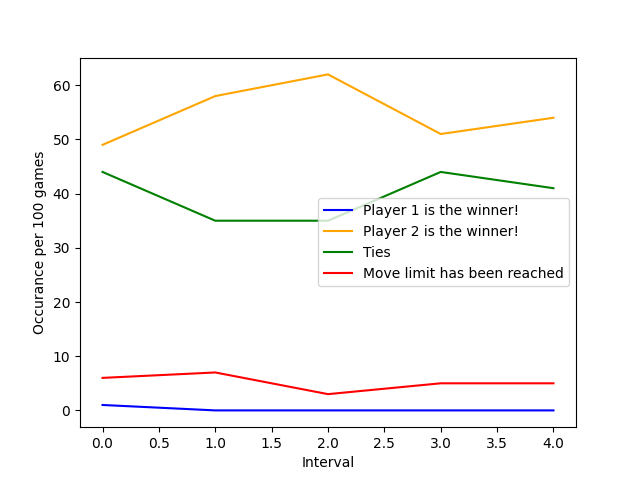 60
50
40
30
20
10
0
Occurance per 100 games
Player 1 is the winner!
Player 2 is the winner!
Ties
Move limit has been reached
0.0 0.5 1.0 1.5 2.0 2.5 3.0 3.5 4.0
Interval